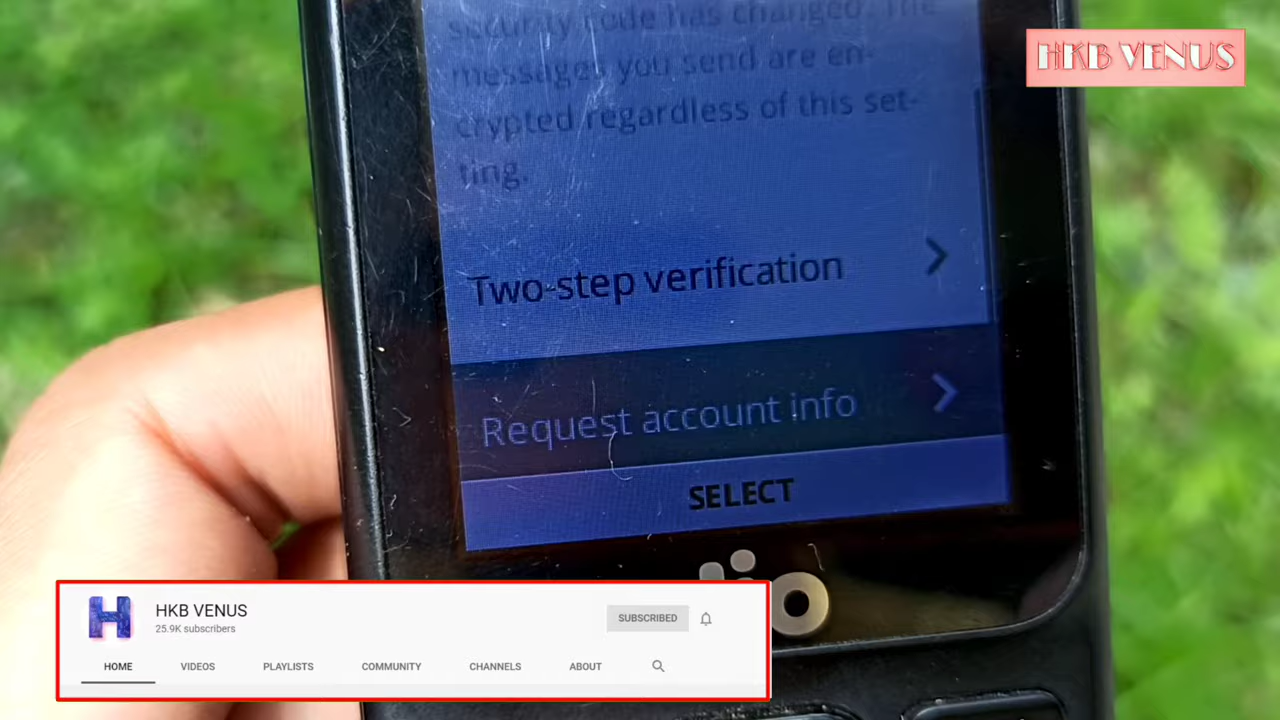 security code has changed. The
messages you send are en-
crypted regardless of this set-
ting.
Two-step verification
Request account info
SELECT
HKB VENUS
HKB VENUS
25.9K subscribers
SUBSCRIBED
HOME VIDEOS PLAYLISTS COMMUNITY CHANNELS ABOUT